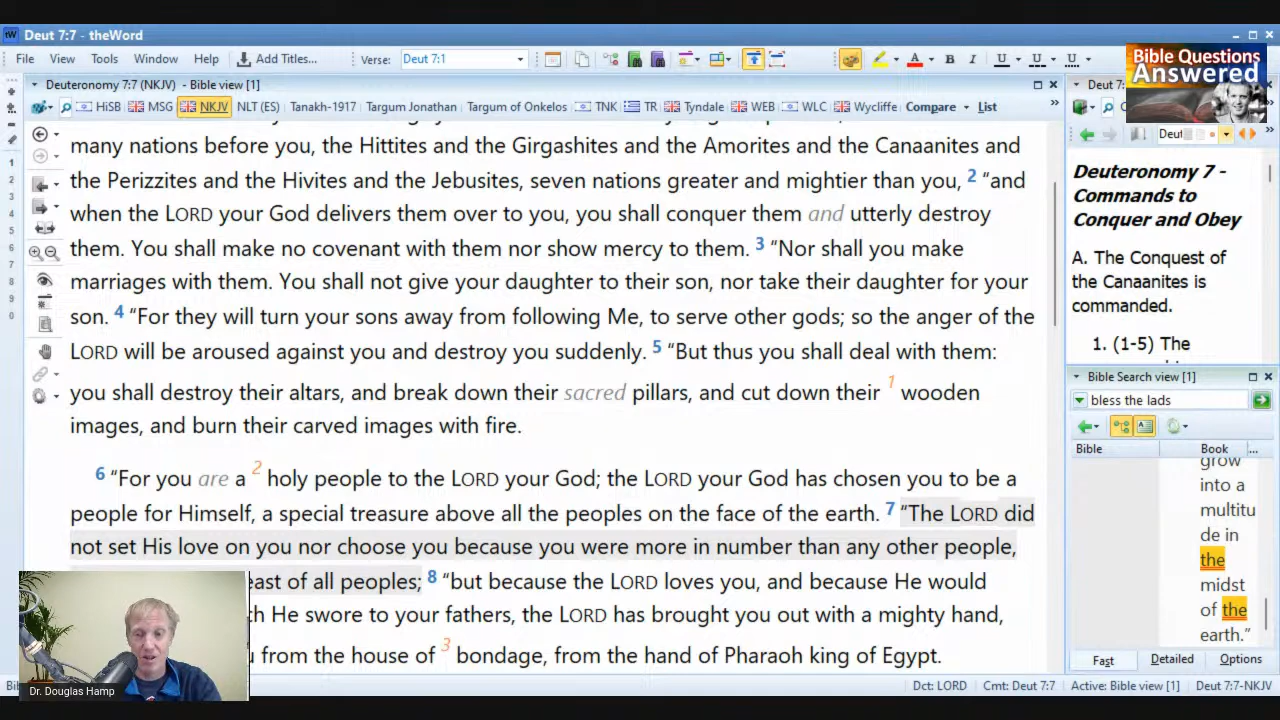 Deut 7:7 - theWord
File View Tools Window Help Add Titles... Verse: Deut 7:1
Bible Questions
Answered
Deuteronomy 7:7 (NKJV) - Bible view [1]
HiSB MSG NKJV NLT (ES) Tanakh-1917 Targum Jonathan Targum of Onkelos TNK TR Tyndale WEB WLC Wycliffe Compare List
many nations before you, the Hittites and the Girgashites and the Amorites and the Canaanites and
the Perizzites and the Hivites and the Jebusites, seven nations greater and mightier than you, 2 “and
when the LORD your God delivers them over to you, you shall conquer them and utterly destroy
them. You shall make no covenant with them nor show mercy to them. 3 “Nor shall you make
marriages with them. You shall not give your daughter to their son, nor take their daughter for your
son. 4 “For they will turn your sons away from following Me, to serve other gods; so the anger of the
LORD will be aroused against you and destroy you suddenly. 5 “But thus you shall deal with them:
you shall destroy their altars, and break down their sacred pillars, and cut down their 1 wooden
images, and burn their carved images with fire.
6 “For you are a 2 holy people to the LORD your God; the LORD your God has chosen you to be a
people for Himself, a special treasure above all the peoples on the face of the earth. 7 “The LORD did
not set His love on you nor choose you because you were more in number than any other people,
east of all peoples; 8 “but because the LORD loves you, and because He would
h He swore to your fathers, the LORD has brought you out with a mighty hand,
from the house of 3 bondage, from the hand of Pharaoh king of Egypt.
Dr. Douglas Hamp
Deut 7:
Deut
Deuteronomy 7 -
Commands to
Conquer and Obey
A. The Conquest of
the Canaanites is
commanded.
1. (1-5) The
Bible Search view [1]
bless the lads
Bible Book ...
grow
into a
multitu
de in
the
midst
of the
earth.”
Fast Detailed Options
Dct: LORD Cmt: Deut 7:7 Active: Bible view [1] Deut 7:7-NKJV